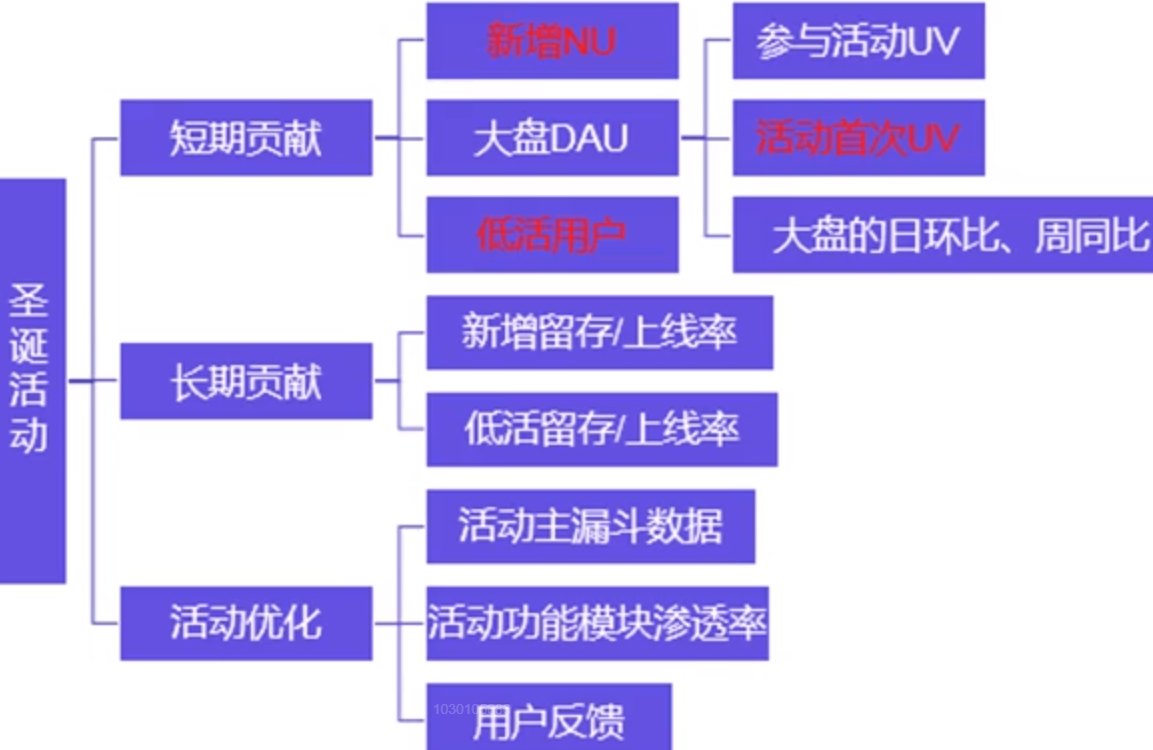 圣诞活动
短期贡献
新增NU
大盘DAU
参与活动UV
活动首次UV
大盘的日环比、周同比
低活用户
长期贡献
新增留存/上线率
低活留存/上线率
活动优化
活动主漏斗数据
活动功能模块渗透率
用户反馈